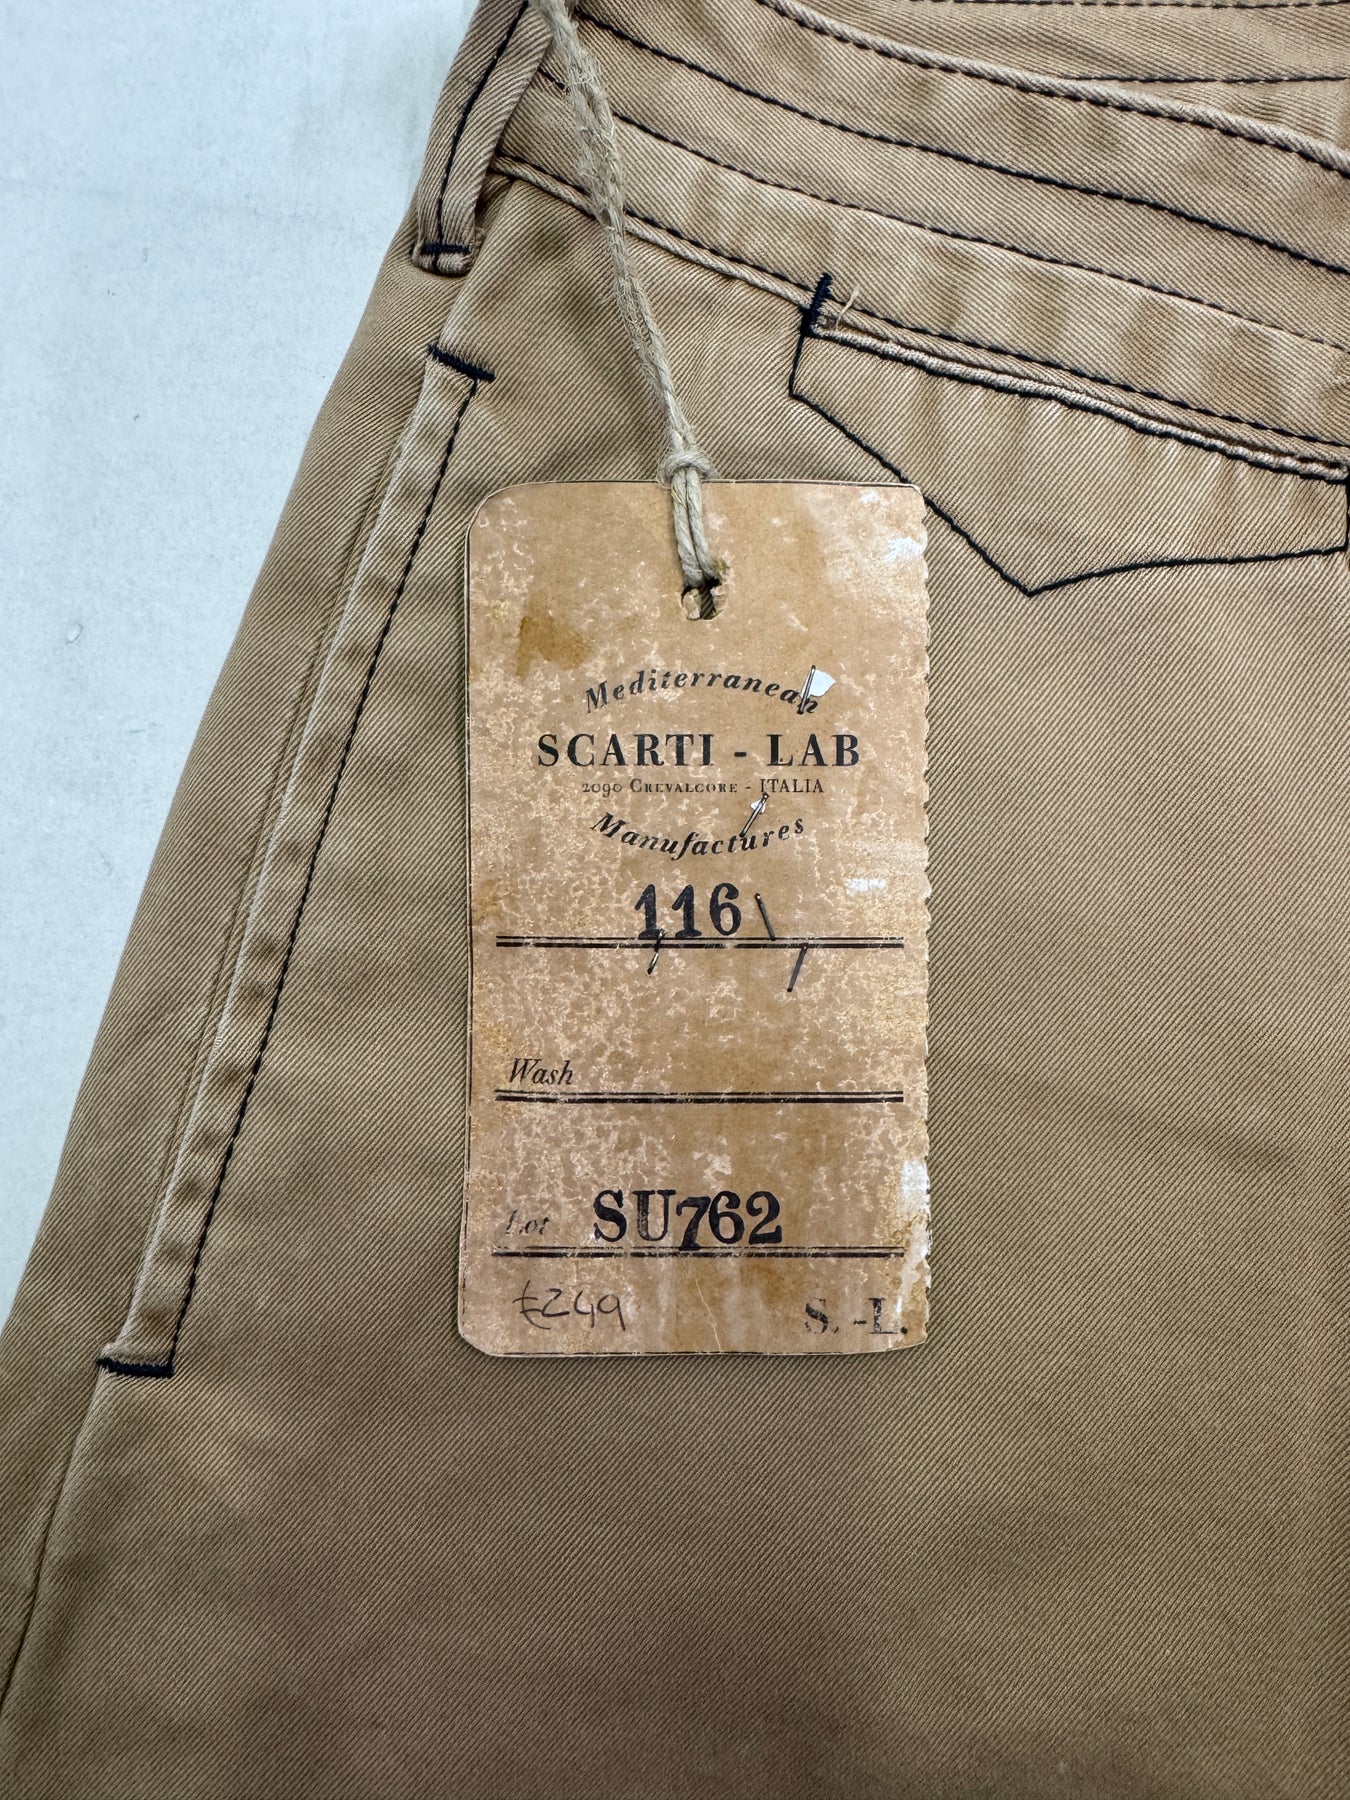 Mediterranean
SCARTI - LAB
2090 CREVALCORE - ITALIA
Manufactures
116
Wash
Lot SU762
£249
S.-L.